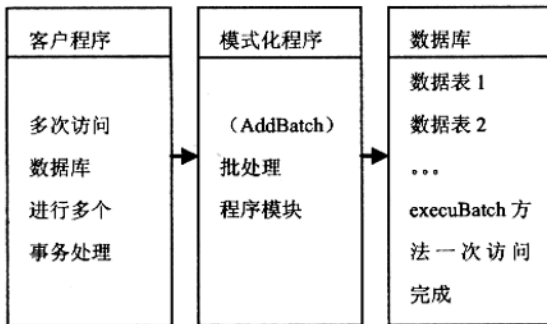 客户程序
多次访问
数据库
进行多个
事务处理
模式化程序
（AddBatch）
批处理
程序模块
数据库
数据表 1
数据表 2
。。。
execuBatch 方
法一次访问
完成